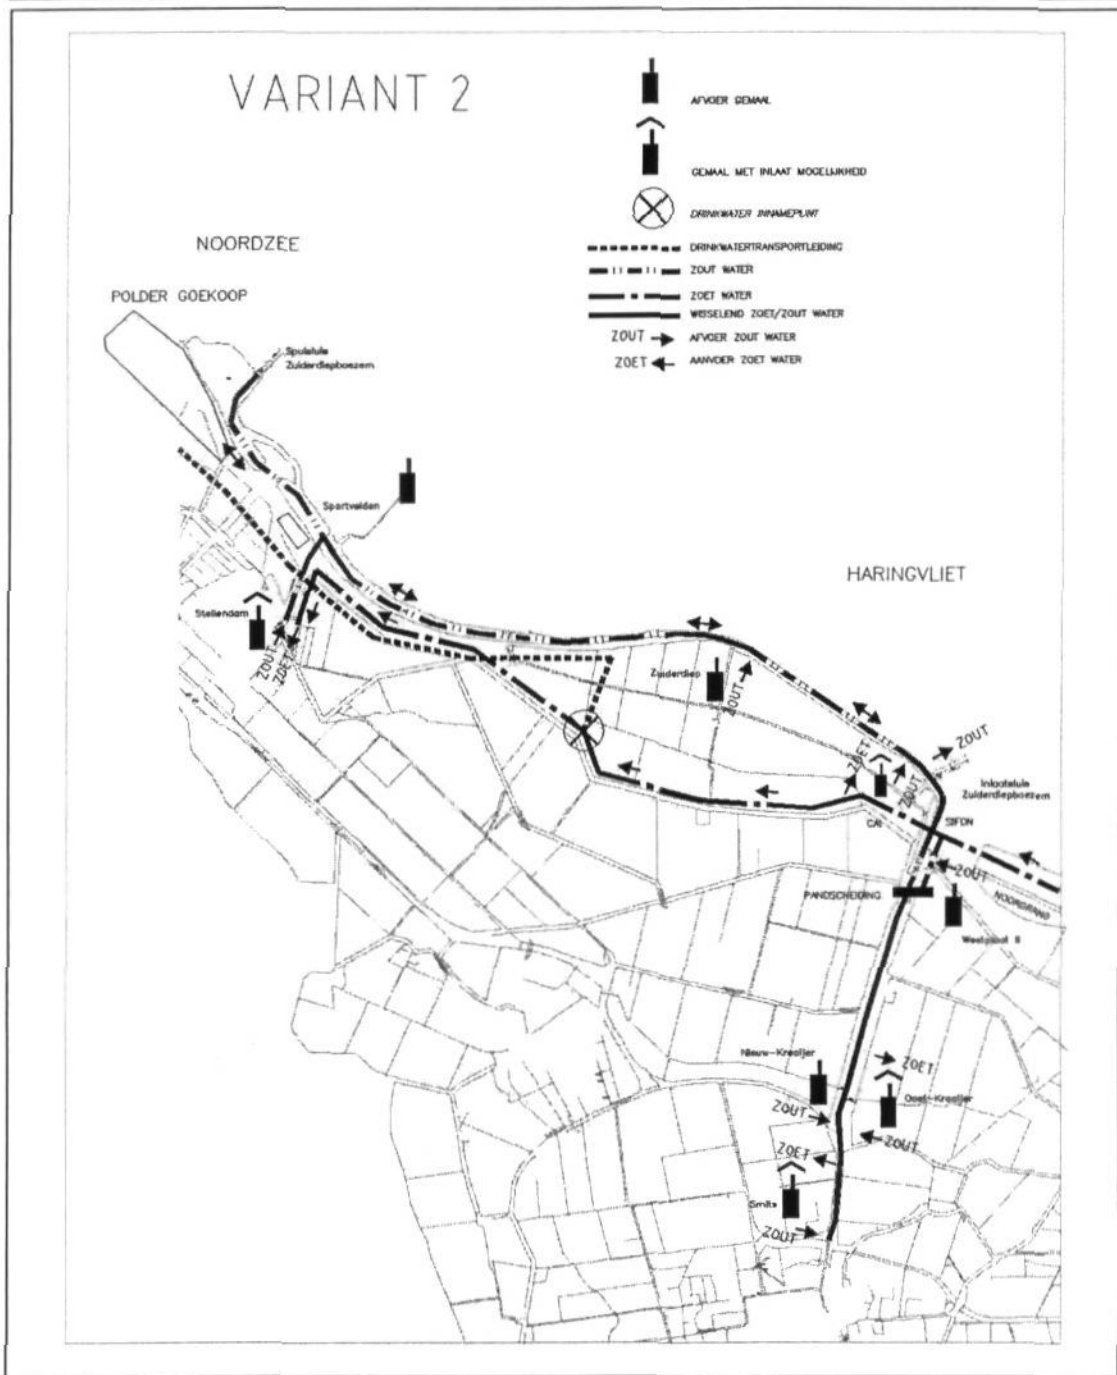 VARIANT 2
AFVOER GEMAAL
GEMAAL MET INLAAT MOGELIJKHEID
DRINKWATER INNAMEPUNT
DRINKWATERTRANSPORTLEIDING
ZOUT WATER
ZOET WATER
WISSELEND ZOET/ZOUT WATER
ZOUT AFVOER ZOUT WATER
ZOET AANVOER ZOET WATER
NOORDZEE
POLDER GOEKOOP
Spuisluis
Zuiderdiepboezem
Sportvelden
HARINGVLIET
Stellendam
ZOUT
ZOET
Zuiderdiep
ZOUT
ZOUT
ZOET
ZOUT
Inlaatsluis
Zuiderdiepboezem
SIFON
ZOUT
PANDSCHEIDING
NOORDRAND
Westplaat II
Nieuw-Kraaijer
ZOET
Oost-Kraaijer
ZOUT
ZOUT
ZOET
Smits
ZOUT